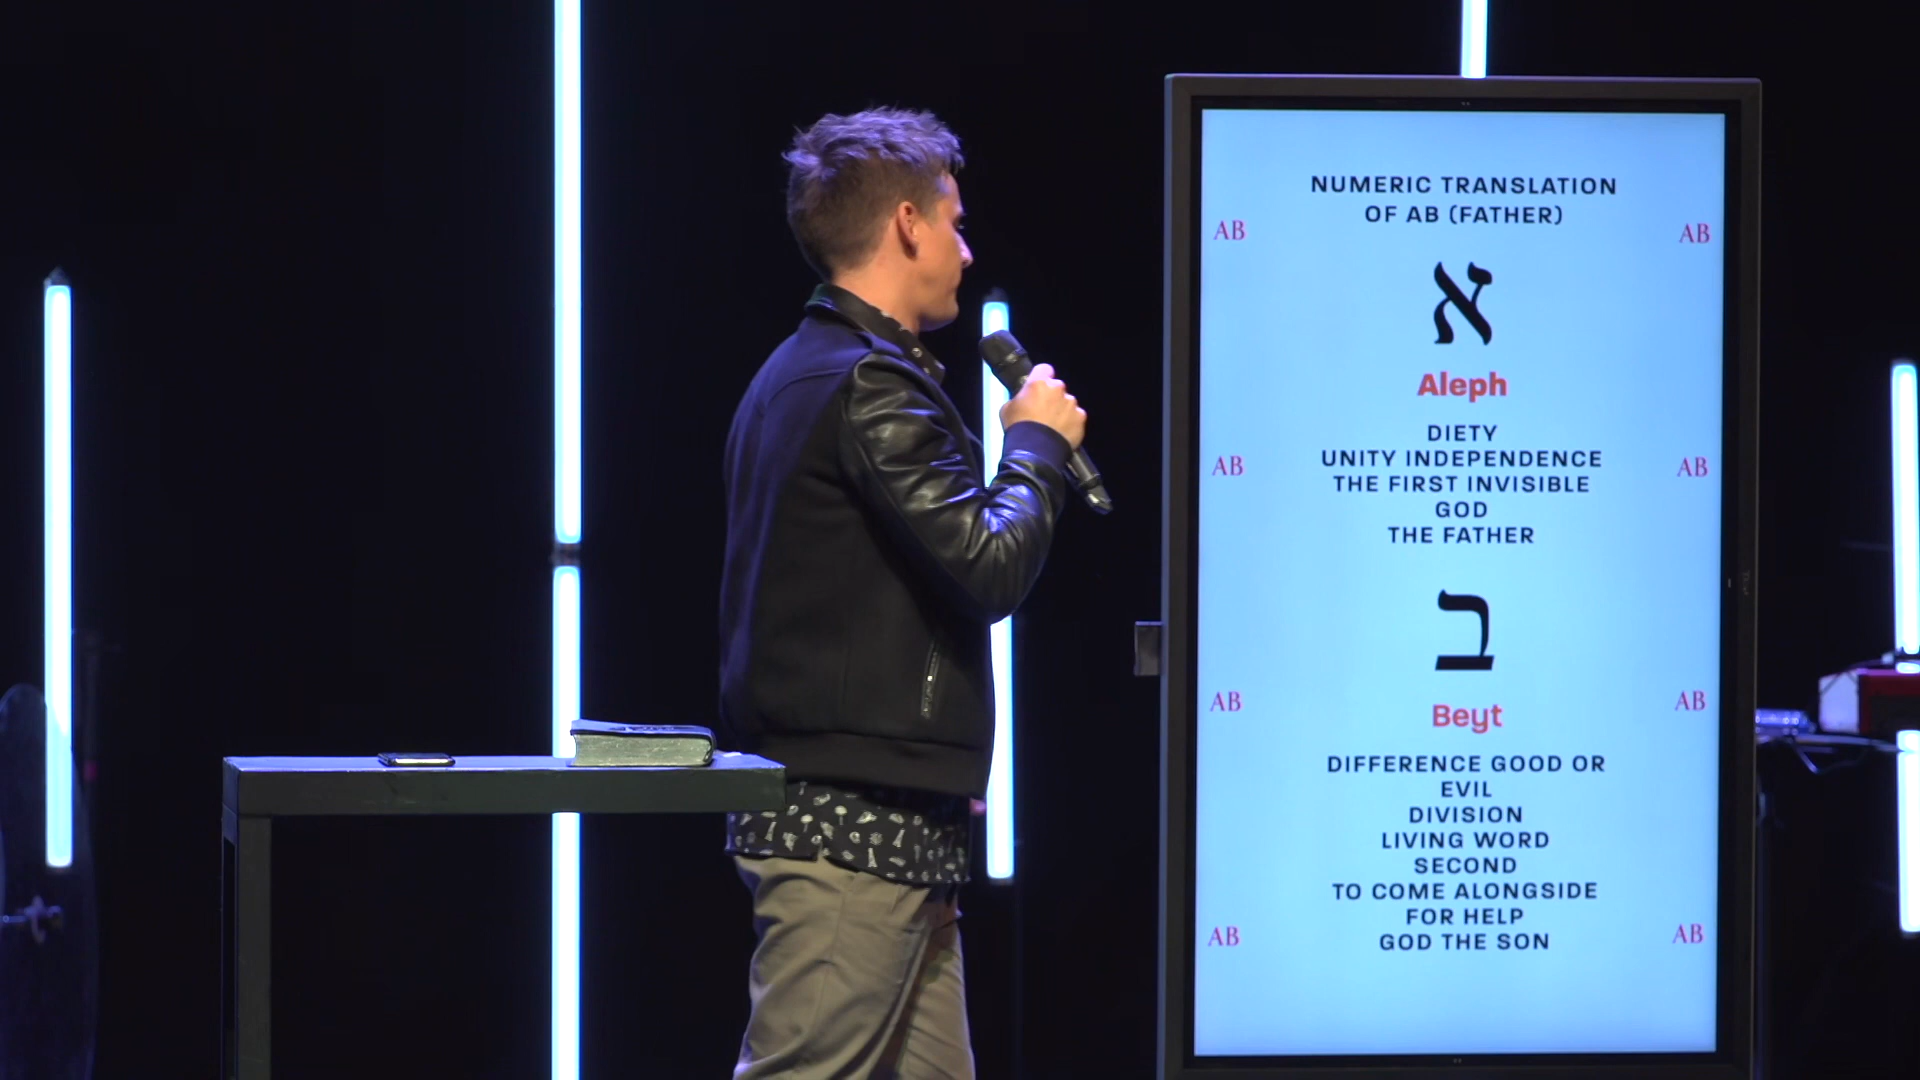 NUMERIC TRANSLATION
OF AB (FATHER)
AB AB
א
Aleph
DIETY
UNITY INDEPENDENCE
AB AB
THE FIRST INVISIBLE
GOD
THE FATHER
ב
AB AB
Beyt
DIFFERENCE GOOD OR
EVIL
DIVISION
LIVING WORD
SECOND
TO COME ALONGSIDE
FOR HELP
AB AB
GOD THE SON